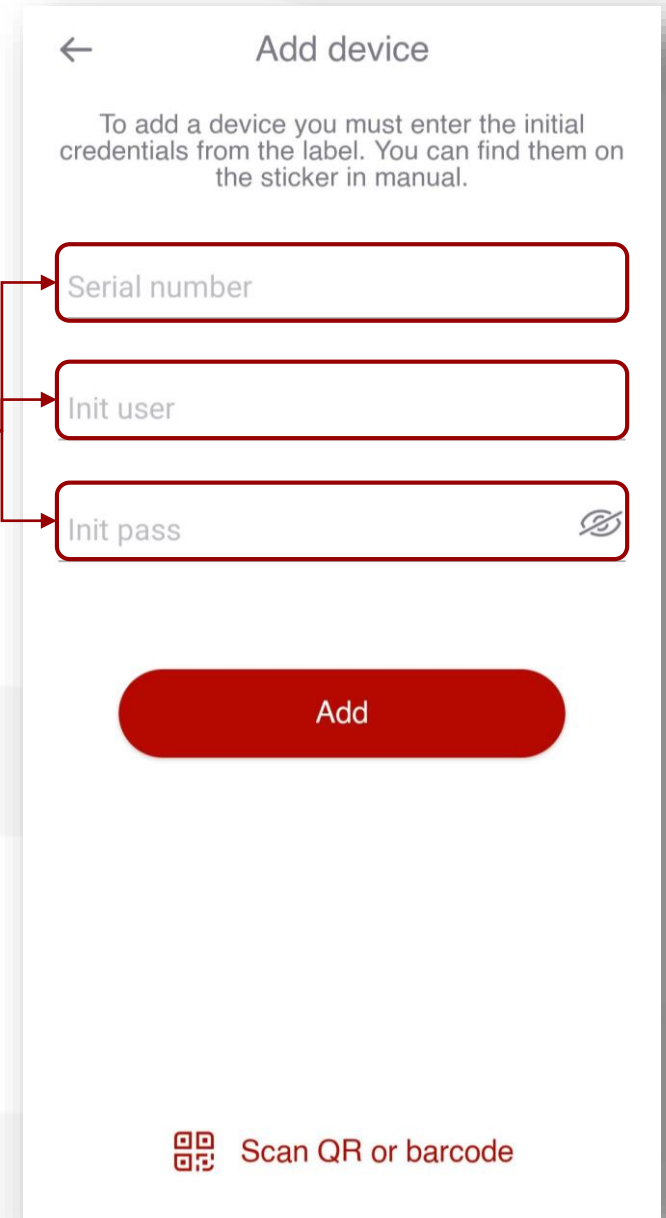 Add device
To add a device you must enter the initial
credentials from the label. You can find them on
the sticker in manual.
Serial number
Init user
Init pass
Add
Scan QR or barcode